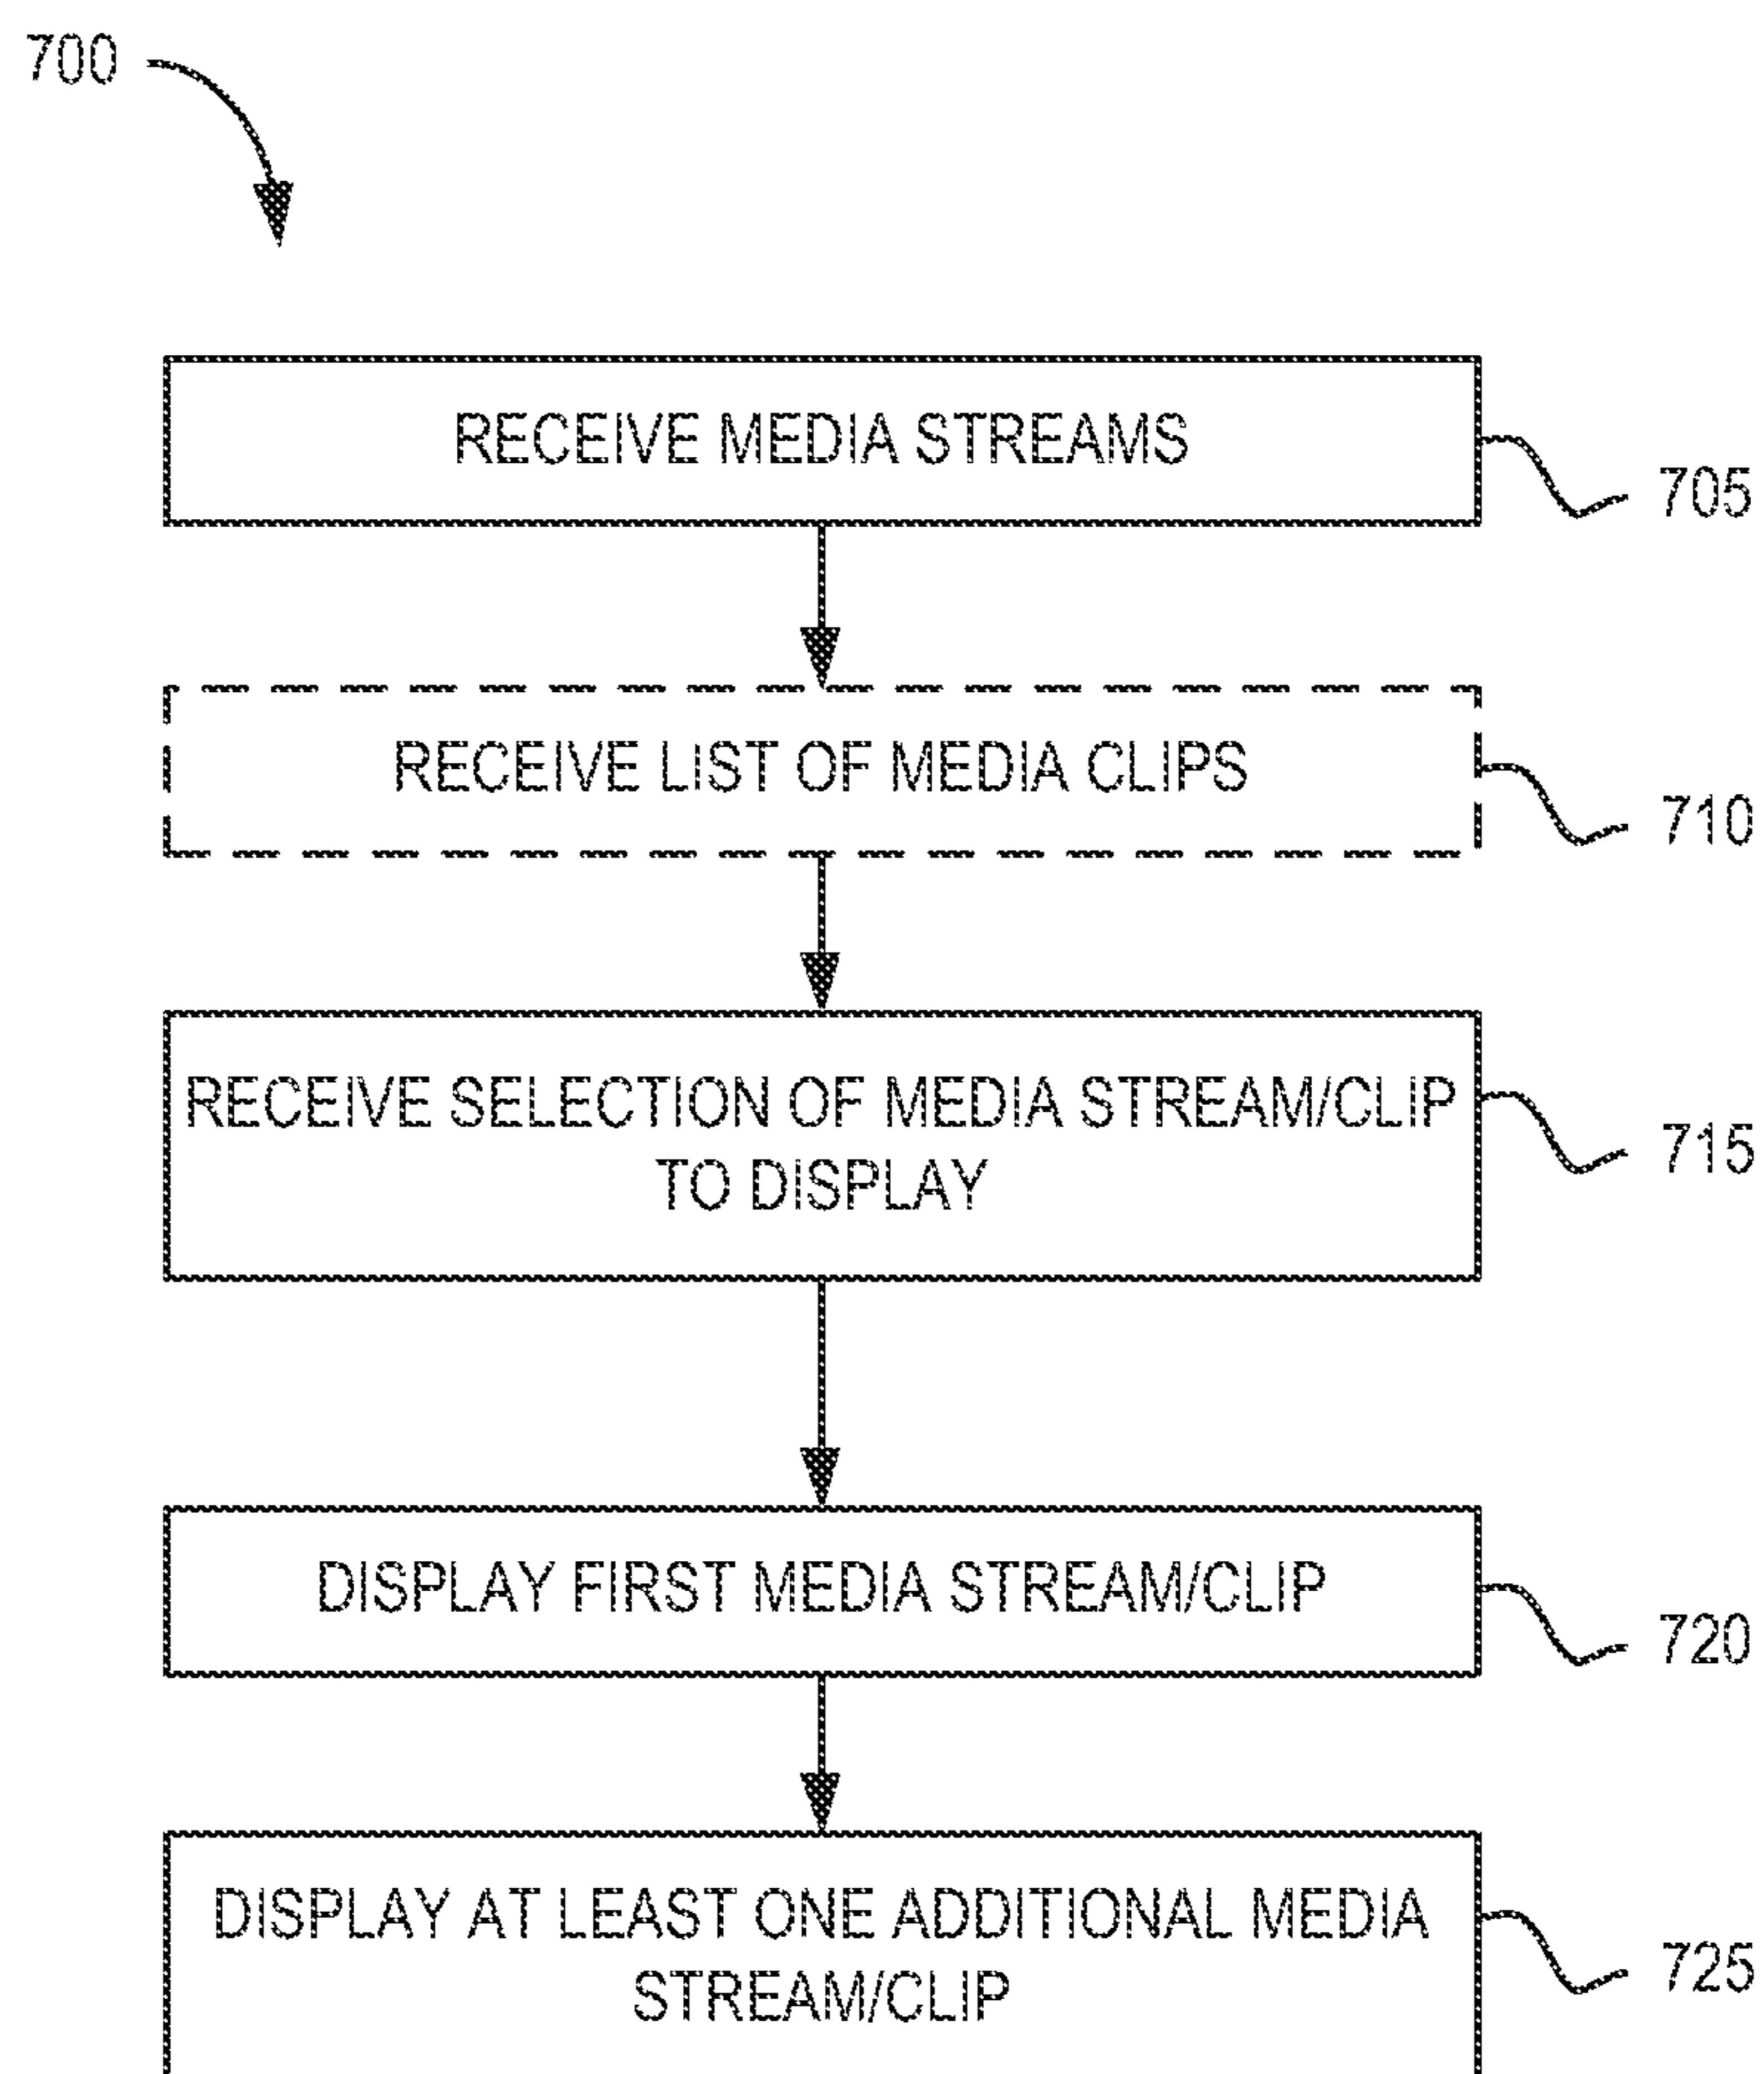 700
RECEIVE MEDIA STREAMS
705
RECEIVE LIST OF MEDIA CLIPS
710
RECEIVE SELECTION OF MEDIA STREAM/CLIP
TO DISPLAY
715
DISPLAY FIRST MEDIA STREAM/CLIP
720
DISPLAY AT LEAST ONE ADDITIONAL MEDIA
STREAM/CLIP
725